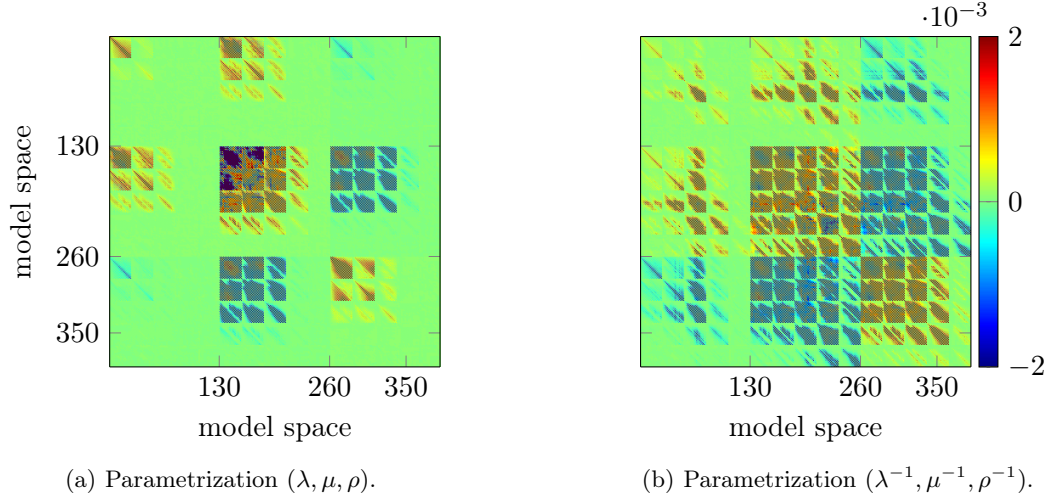 ·10⁻³
2
0
−2
130
260
350
model space
130
260
350
model space
130
260
350
model space
(a) Parametrization (λ, μ, ρ).
(b) Parametrization (λ⁻¹, μ⁻¹, ρ⁻¹).